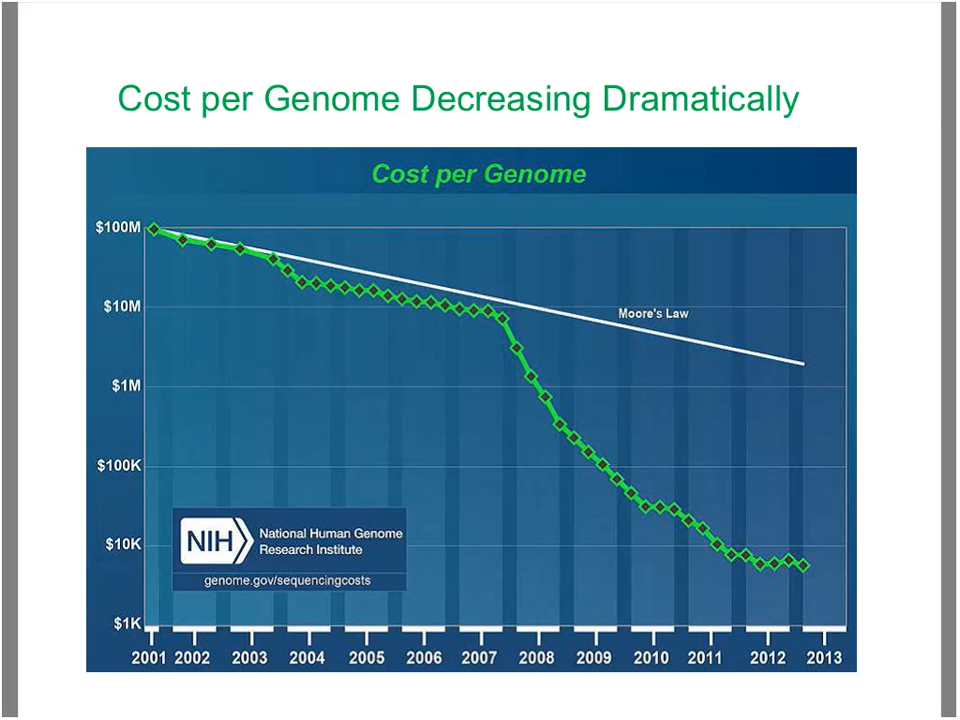 Cost per Genome Decreasing Dramatically
Cost per Genome
$100M
$10M
Moore's Law
$1M
$100K
NIH
National Human Genome
Research Institute
$10K
genome.gov/sequencingcosts
$1K
2001 2002 2003 2004 2005 2006 2007 2008 2009 2010 2011 2012 2013